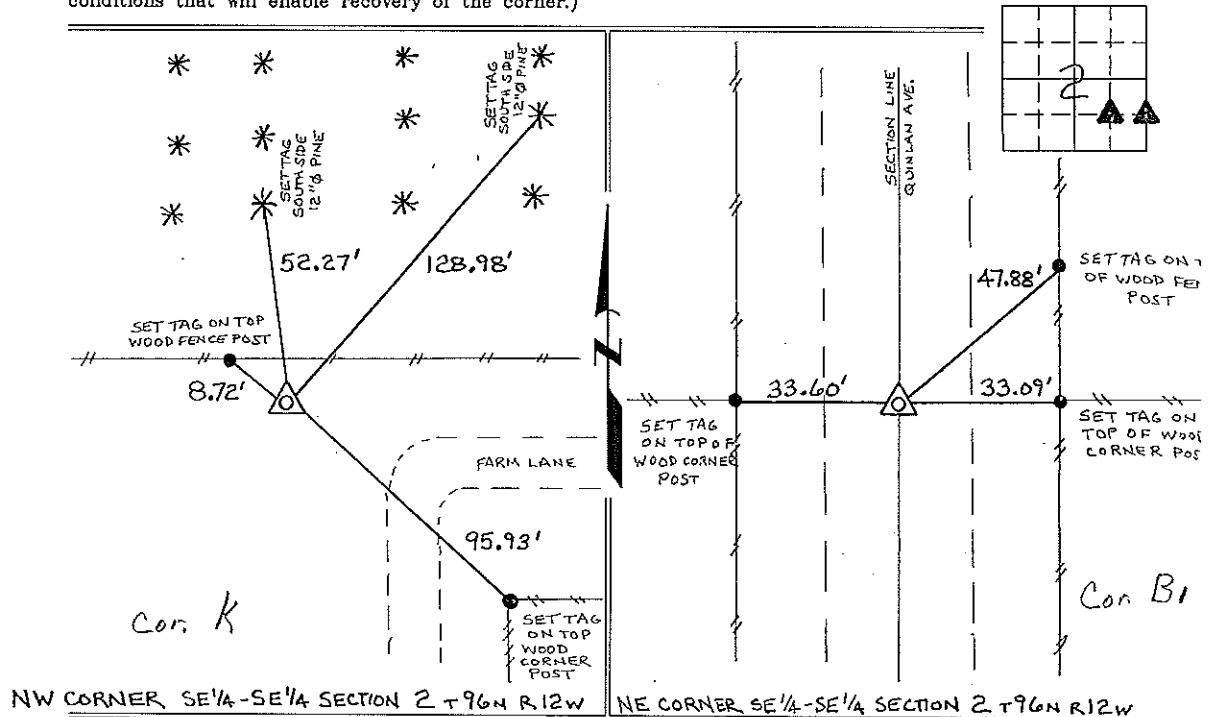 conditions that will enable recovery of the corner.)
SET TAG
SOUTH SIDE
12"Ø PINE
SET TAG
SOUTH SIDE
12"Ø PINE
52.27'
128.98'
SET TAG ON TOP
WOOD FENCE POST
8.72'
FARM LANE
95.93'
Cor. K
SET TAG
ON TOP
WOOD
CORNER
POST
NW CORNER SE1/4-SE1/4 SECTION 2 T96N R12W
N
2
SECTION LINE
QUINLAN AVE.
47.88'
SET TAG ON
OF WOOD
POST
33.60'
33.09'
SET TAG
ON TOP OF
WOOD CORNER
POST
SET TAG ON
TOP OF
CORNER
Cor. B1
NE CORNER SE1/4-SE1/4 SECTION 2 T96N R12W